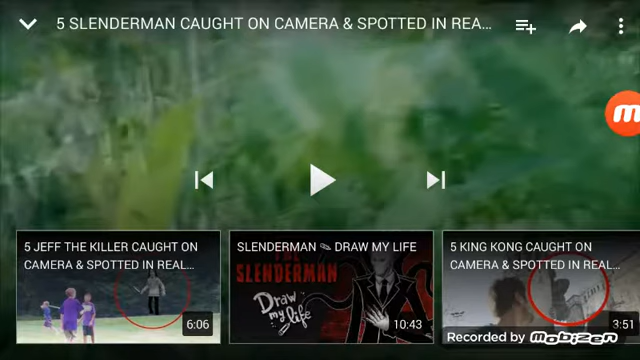 5 SLENDERMAN CAUGHT ON CAMERA & SPOTTED IN REA...
5 JEFF THE KILLER CAUGHT ON
CAMERA & SPOTTED IN REAL...
6:06
SLENDERMAN ✎ DRAW MY LIFE
THE
SLENDERMAN
Draw
my life
10:43
5 KING KONG CAUGHT ON
CAMERA & SPOTTED IN REAL...
3:51
Recorded by Mobizen